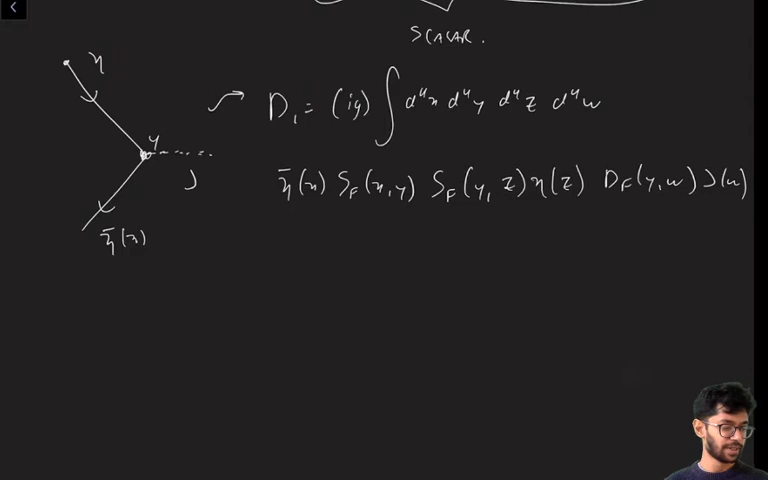 SCALAR.
η
y
J
η̄(x)
D₁ = (ig) ∫ d⁴x d⁴y d⁴z d⁴w
η̄(x) S_F(x,y) S_F(y,z) η(z) D_F(y,w) J(w)